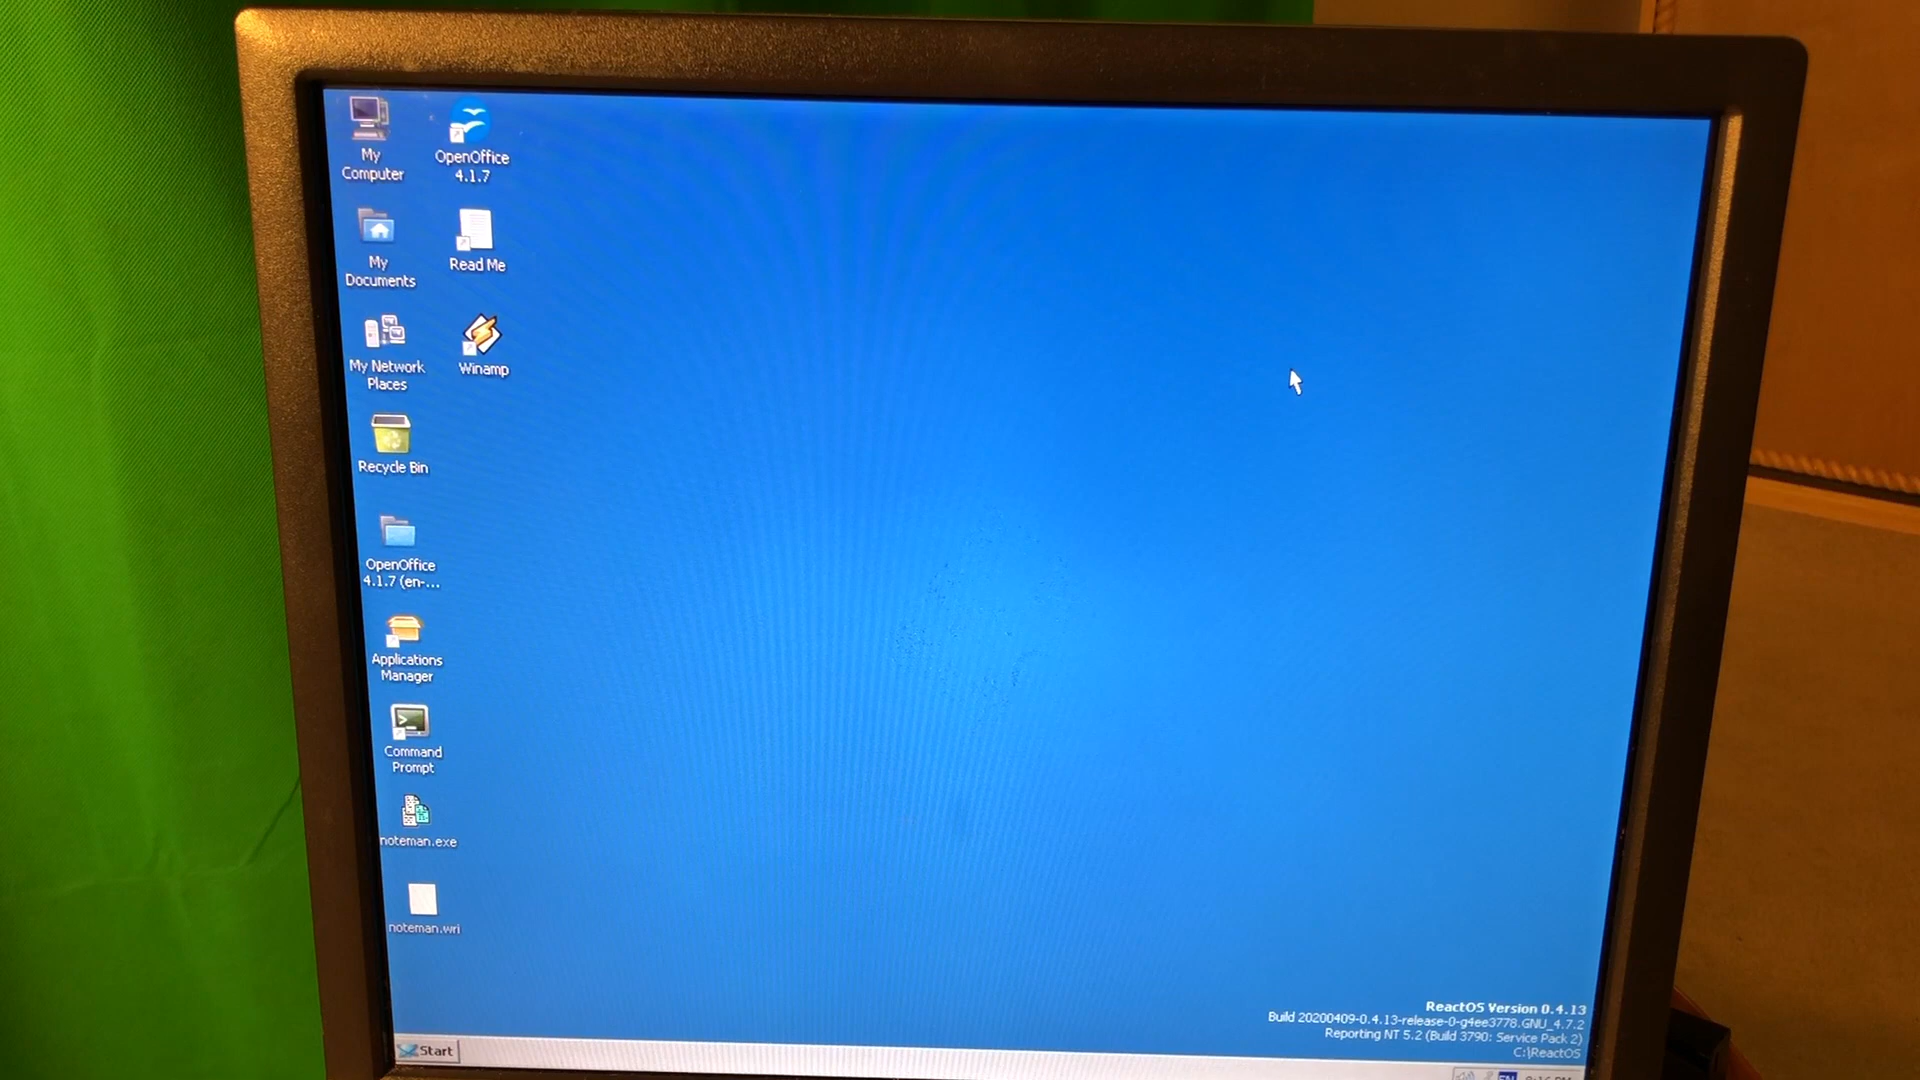 My
Computer
OpenOffice
4.1.7
My
Documents
Read Me
My Network
Places
Winamp
Recycle Bin
OpenOffice
4.1.7 (en-...
Applications
Manager
Command
Prompt
noteman.exe
noteman.wri
ReactOS Version 0.4.13
Build 20200409-0.4.13-release-0-g4ee3778.GNU_4.7.2
Reporting NT 5.2 (Build 3790: Service Pack 2)
C:\ReactOS
Start
EN